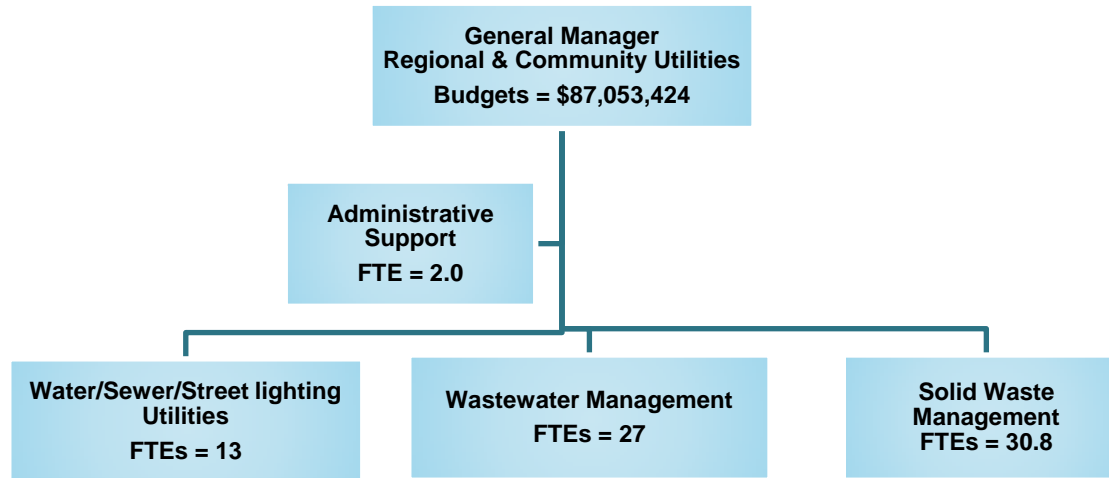 General Manager
Regional & Community Utilities
Budgets = $87,053,424
Administrative
Support
FTE = 2.0
Water/Sewer/Street lighting
Utilities
FTEs = 13
Wastewater Management
FTEs = 27
Solid Waste
Management
FTEs = 30.8